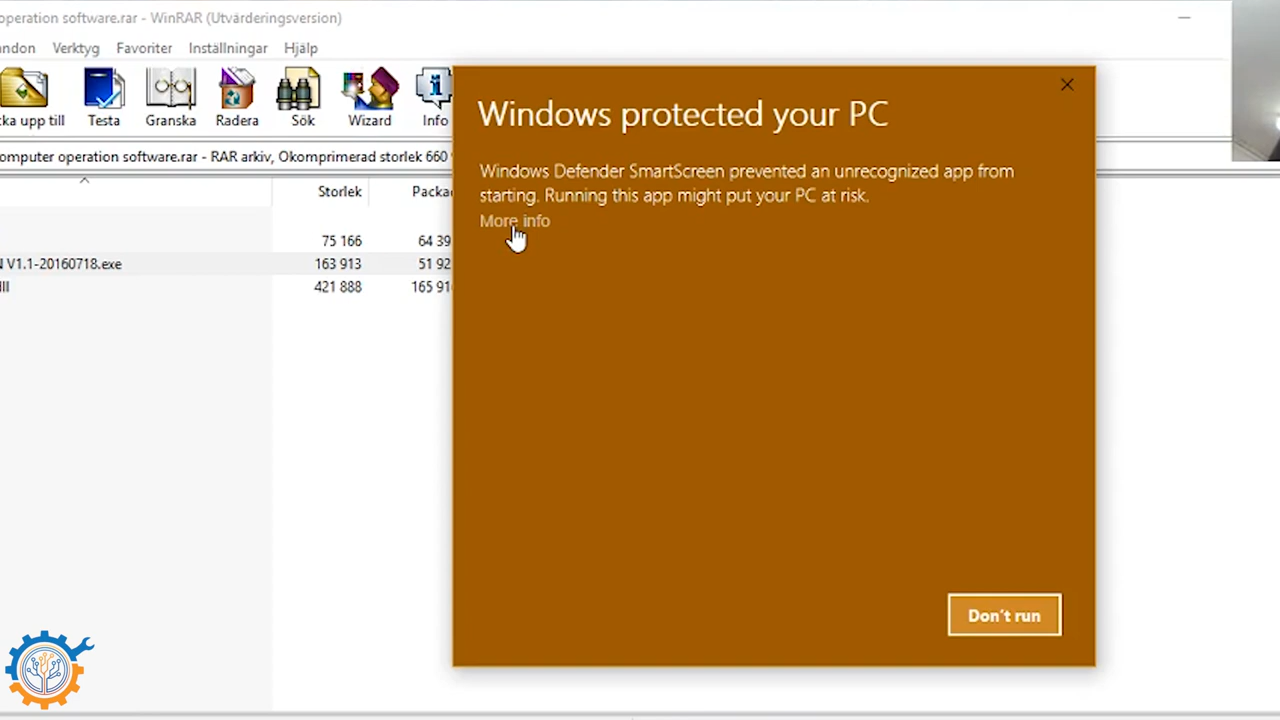 operation software.rar - WinRAR (Utvärderingsversion)
Verktyg Favoriter Inställningar Hjälp
upp till Testa Granska Radera Sök Wizard Info
omputer operation software.rar - RAR arkiv, Okomprimerad storlek 660
Storlek Packa
75 166 64 39
V1.1-20160718.exe 163 913 51 92
ll 421 888 165 91
Windows protected your PC
Windows Defender SmartScreen prevented an unrecognized app from
starting. Running this app might put your PC at risk.
More info
Don't run